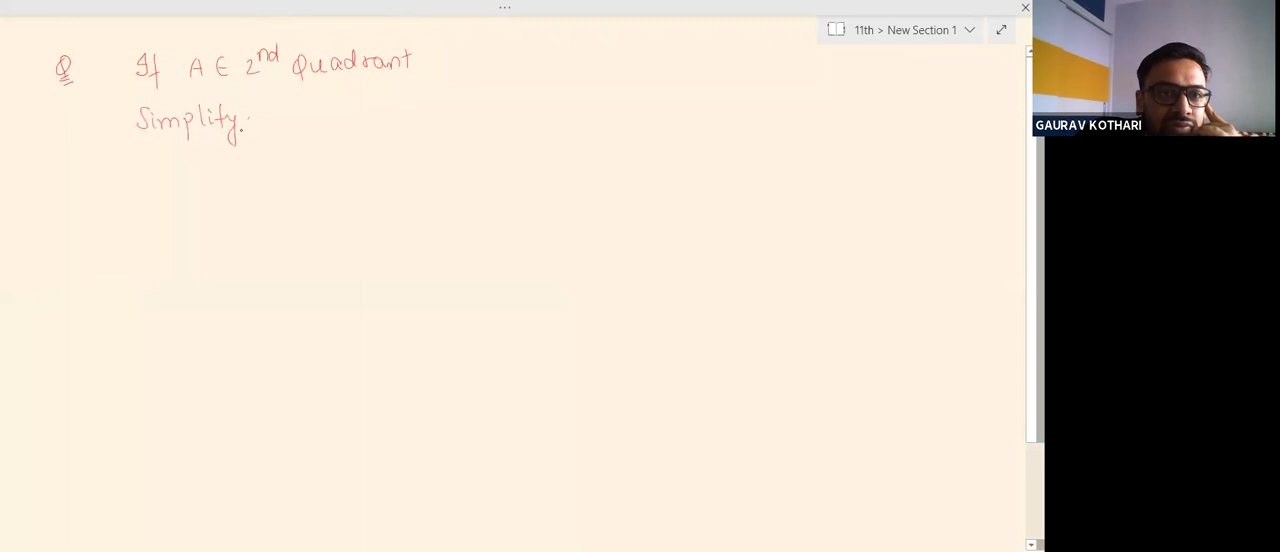 ...
11th > New Section 1
GAURAV KOTHARI
Q If A ∈ 2nd Quadrant
Simplify: